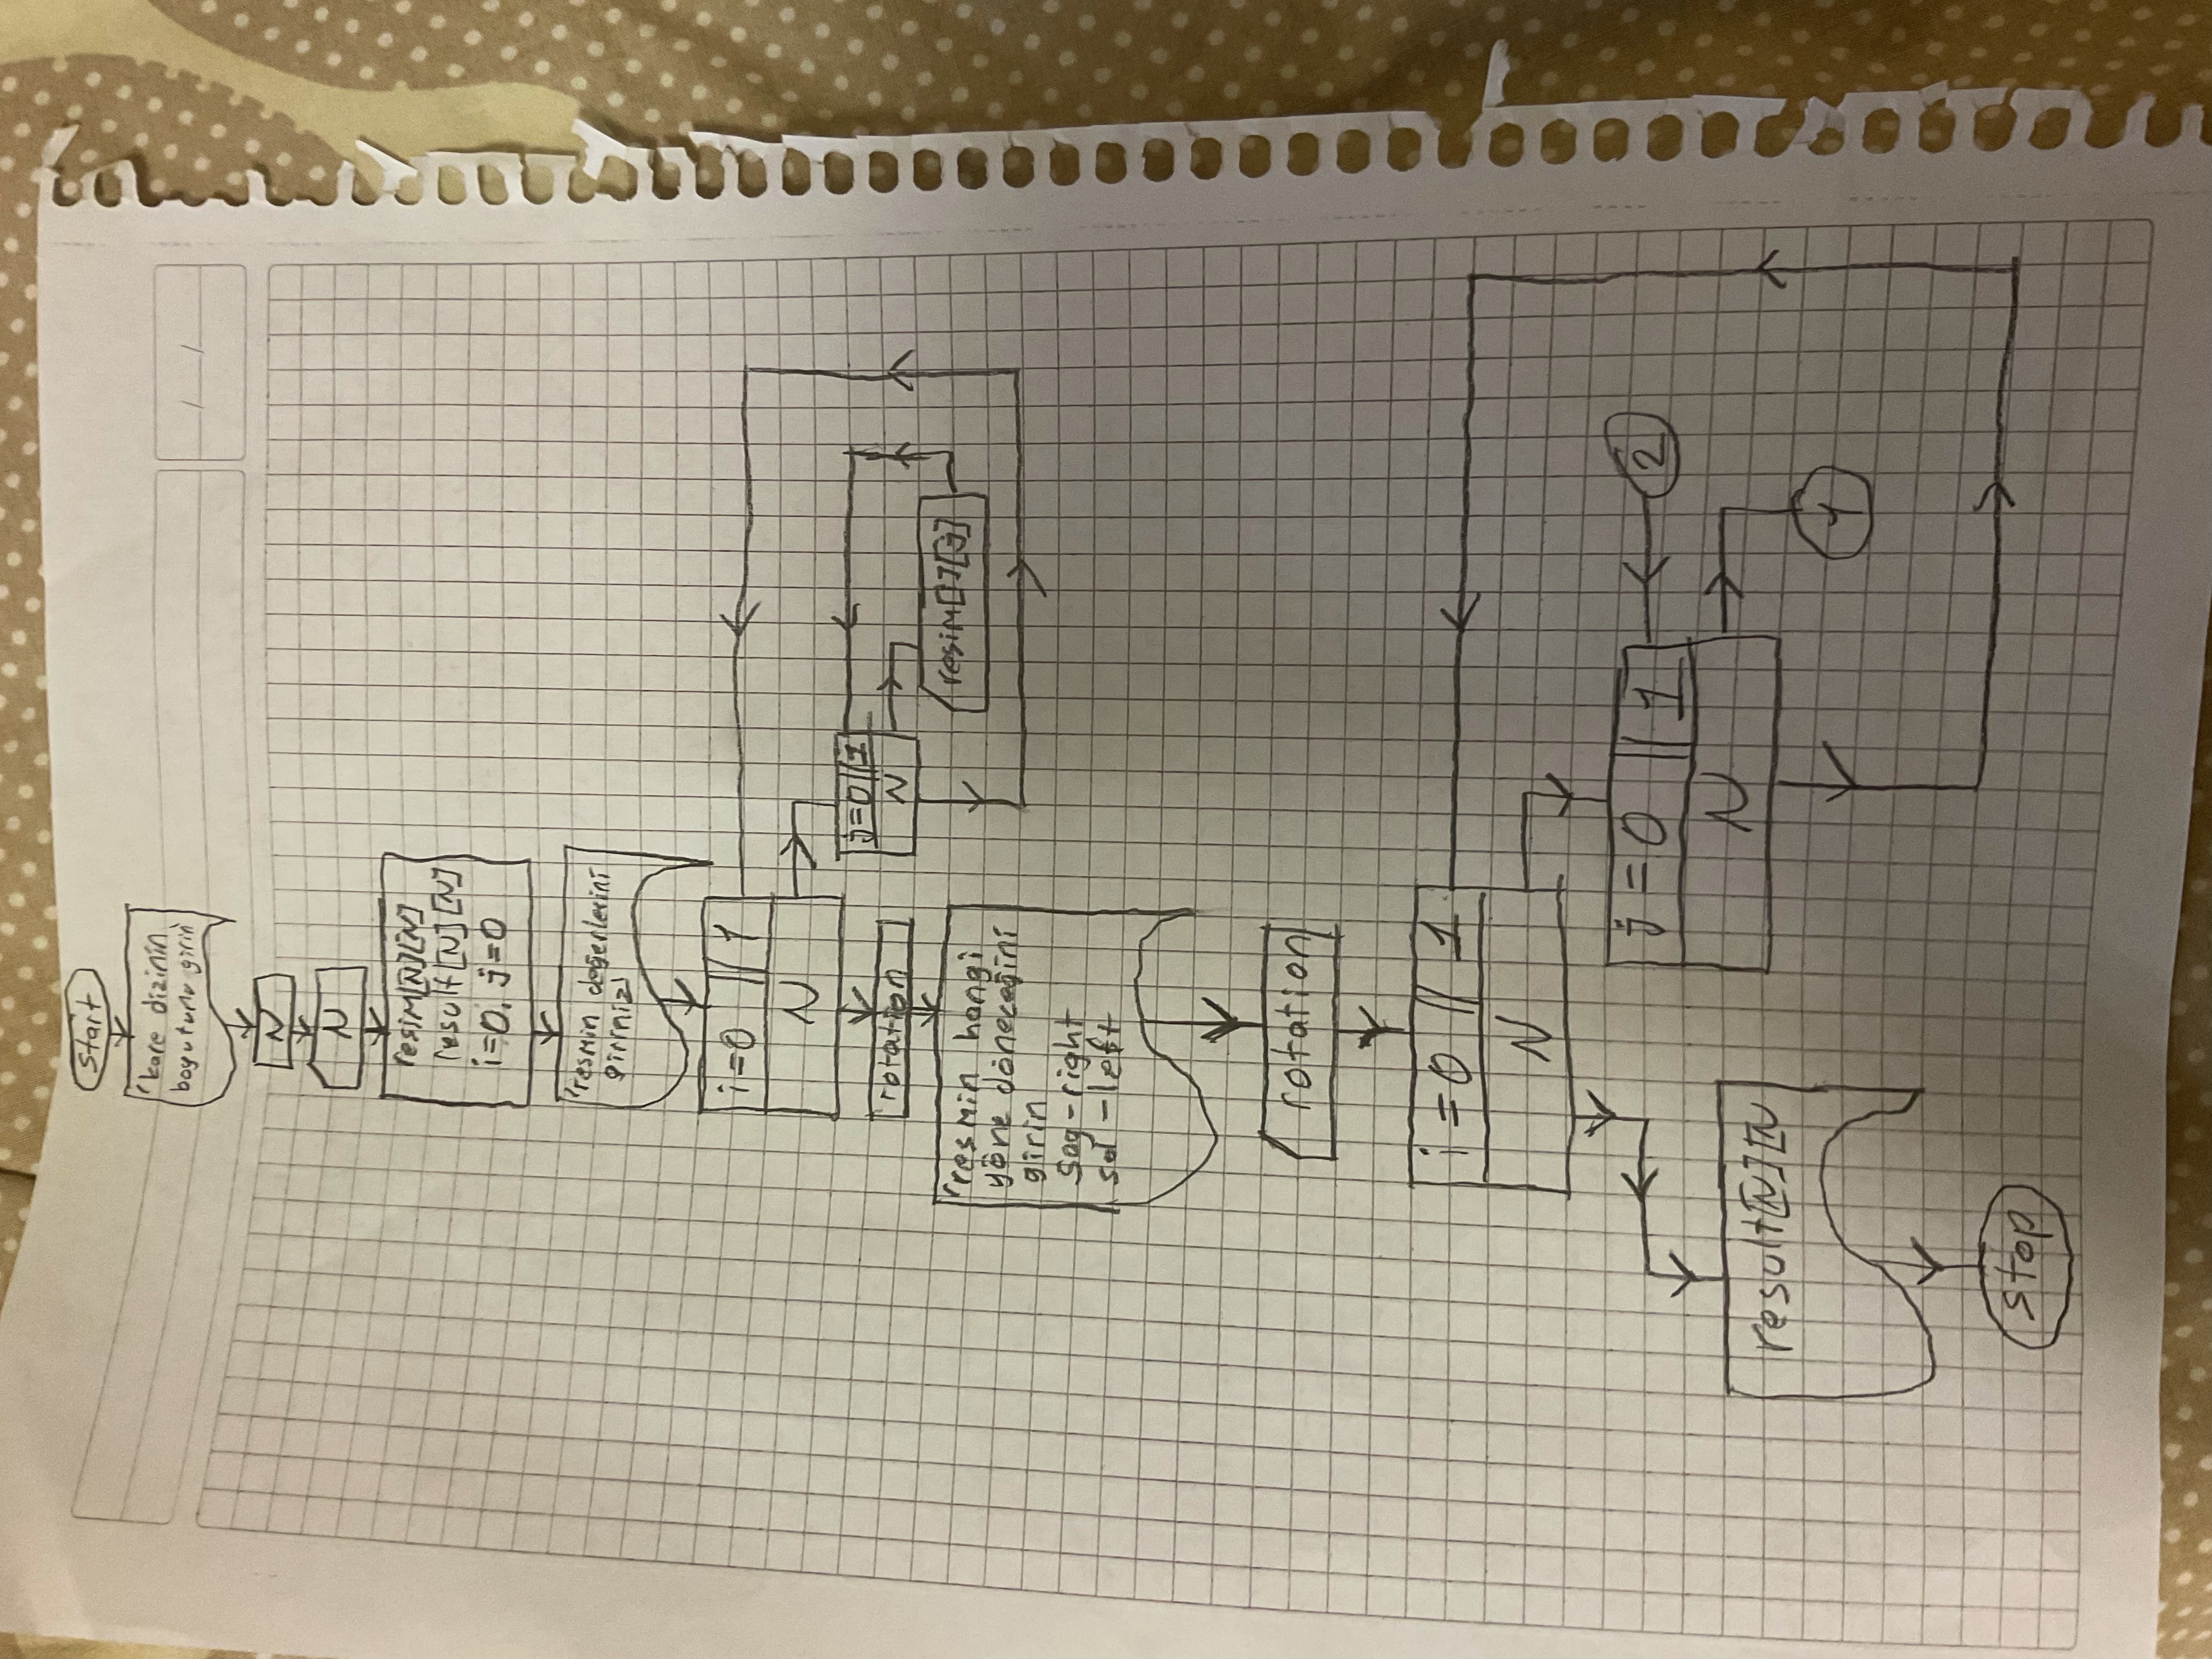 start
"kare dizinin
boyutunu girin
N
N
resim[N][N]
result[N][N]
i=0, j=0
"resmin değerlerini
giriniz"
i=0 || 1
N
j=0 || 1
N
resim[i][j]
rotation
"resmin hangi
yöne döneceğini
girin
Sag-right
sol-left
rotation
i=0 || 1
N
j=0 || 1
N
2
1
result[N][N
stop